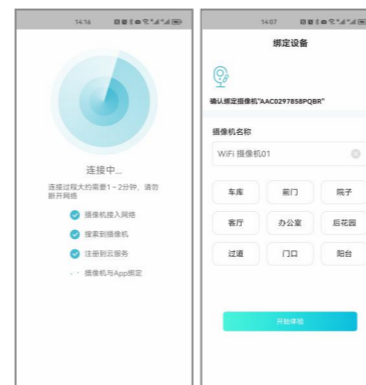 14:16
连接中...
连接过程大约需要1~2分钟，请勿
断开网络
摄像机接入网络
搜索到摄像机
注册到云服务
摄像机与App绑定
14:07
绑定设备
确认绑定摄像机"AAC0297858PQBR"
摄像机名称
WiFi 摄像机01
车库
前门
院子
客厅
办公室
后花园
过道
门口
阳台
开始体验